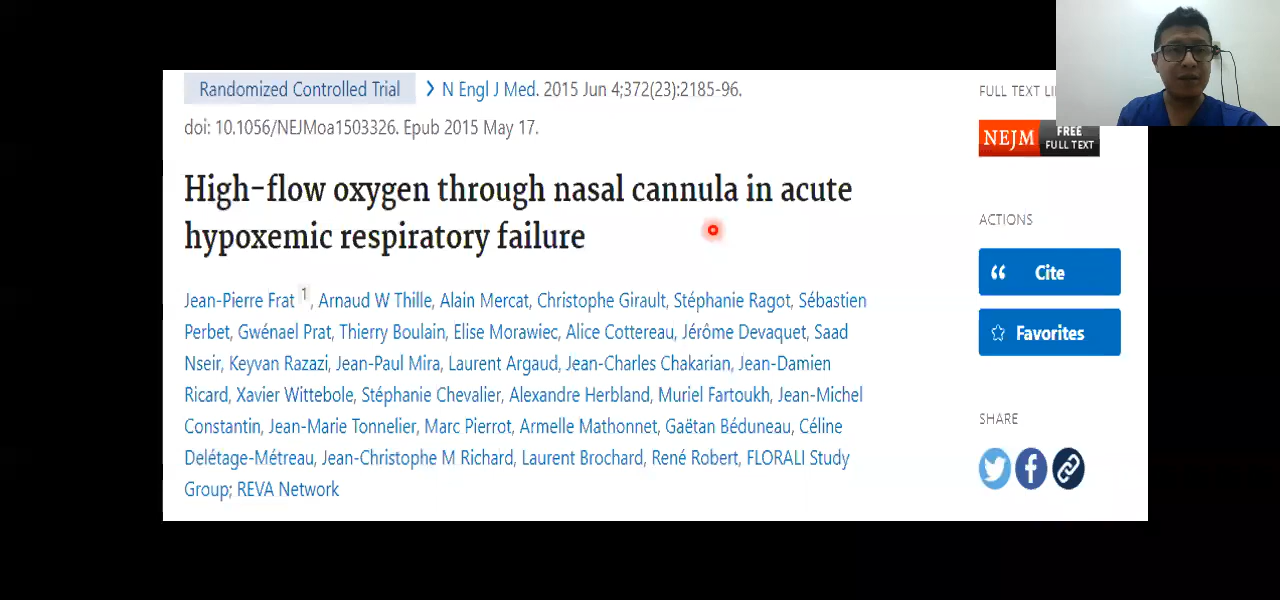 Randomized Controlled Trial > N Engl J Med. 2015 Jun 4;372(23):2185-96.
doi: 10.1056/NEJMoa1503326. Epub 2015 May 17.
High-flow oxygen through nasal cannula in acute
hypoxemic respiratory failure
Jean-Pierre Frat 1, Arnaud W Thille, Alain Mercat, Christophe Girault, Stéphanie Ragot, Sébastien
Perbet, Gwénael Prat, Thierry Boulain, Elise Morawiec, Alice Cottereau, Jérôme Devaquet, Saad
Nseir, Keyvan Razazi, Jean-Paul Mira, Laurent Argaud, Jean-Charles Chakarian, Jean-Damien
Ricard, Xavier Wittebole, Stéphanie Chevalier, Alexandre Herbland, Muriel Fartoukh, Jean-Michel
Constantin, Jean-Marie Tonnelier, Marc Pierrot, Armelle Mathonnet, Gaëtan Béduneau, Céline
Delétage-Métreau, Jean-Christophe M Richard, Laurent Brochard, René Robert, FLORALI Study
Group; REVA Network
FULL TEXT
NEJM FREE
FULL TEXT
ACTIONS
Cite
Favorites
SHARE